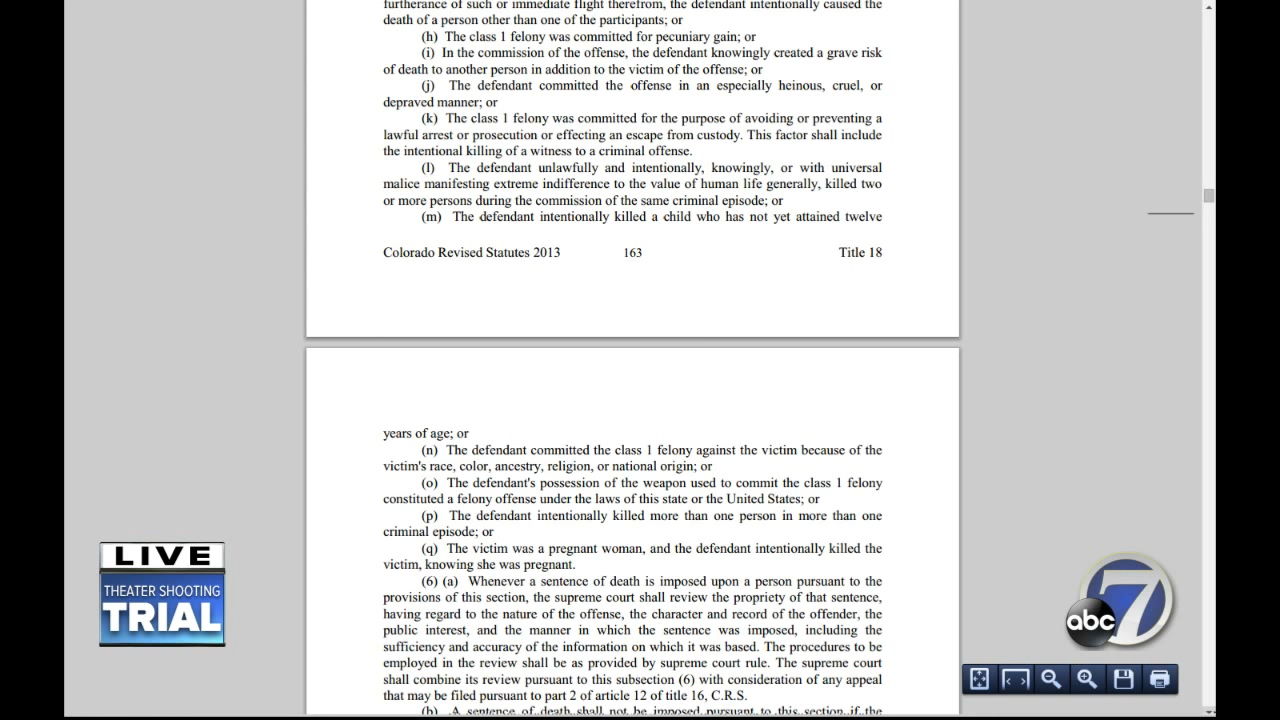 furtherance of such or immediate flight therefrom, the defendant intentionally caused the
death of a person other than one of the participants; or
(h) The class 1 felony was committed for pecuniary gain; or
(i) In the commission of the offense, the defendant knowingly created a grave risk
of death to another person in addition to the victim of the offense; or
(j) The defendant committed the offense in an especially heinous, cruel, or
depraved manner; or
(k) The class 1 felony was committed for the purpose of avoiding or preventing a
lawful arrest or prosecution or effecting an escape from custody. This factor shall include
the intentional killing of a witness to a criminal offense.
(l) The defendant unlawfully and intentionally, knowingly, or with universal
malice manifesting extreme indifference to the value of human life generally, killed two
or more persons during the commission of the same criminal episode; or
(m) The defendant intentionally killed a child who has not yet attained twelve
Colorado Revised Statutes 2013 163 Title 18
years of age; or
(n) The defendant committed the class 1 felony against the victim because of the
victim's race, color, ancestry, religion, or national origin; or
(o) The defendant's possession of the weapon used to commit the class 1 felony
constituted a felony offense under the laws of this state or the United States; or
(p) The defendant intentionally killed more than one person in more than one
criminal episode; or
(q) The victim was a pregnant woman, and the defendant intentionally killed the
victim, knowing she was pregnant.
(6) (a) Whenever a sentence of death is imposed upon a person pursuant to the
provisions of this section, the supreme court shall review the propriety of that sentence,
having regard to the nature of the offense, the character and record of the offender, the
public interest, and the manner in which the sentence was imposed, including the
sufficiency and accuracy of the information on which it was based. The procedures to be
employed in the review shall be as provided by supreme court rule. The supreme court
shall combine its review pursuant to this subsection (6) with consideration of any appeal
that may be filed pursuant to part 2 of article 12 of title 16, C.R.S.
(b) A sentence of death shall not be imposed pursuant to this section if the
LIVE
THEATER SHOOTING
TRIAL
abc 7